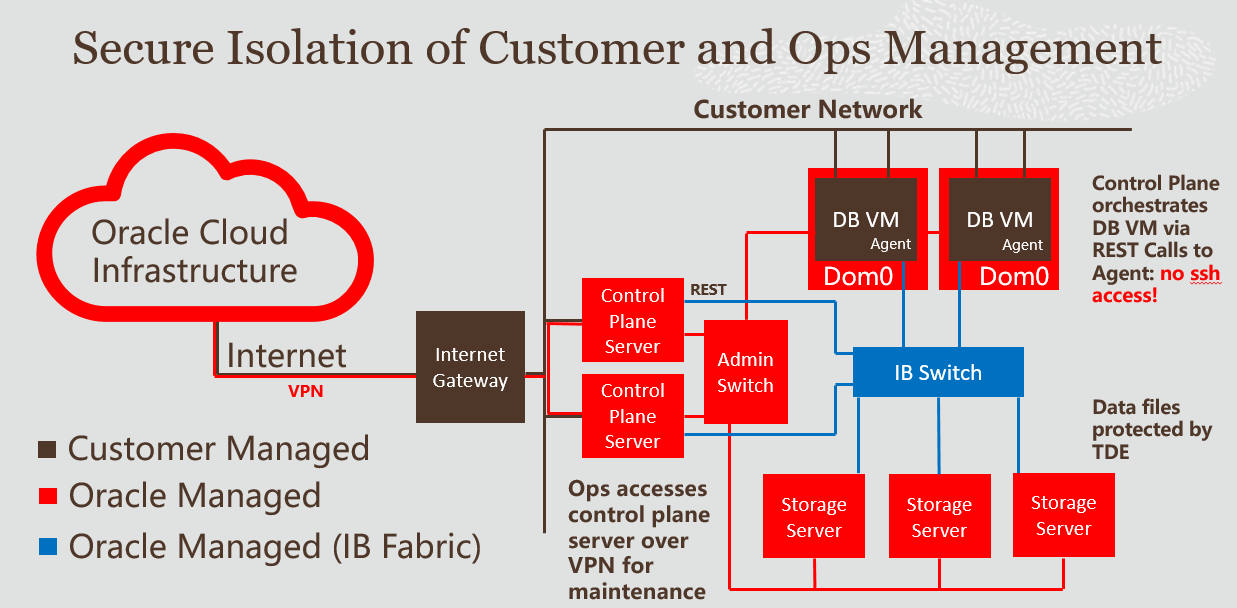 Secure Isolation of Customer and Ops Management
Customer Network
Oracle Cloud
Infrastructure
Internet
VPN
Internet
Gateway
Control
Plane
Server
Control
Plane
Server
REST
Admin
Switch
DB VM
Agent
Dom0
DB VM
Agent
Dom0
IB Switch
Storage
Server
Storage
Server
Storage
Server
Control Plane
orchestrates
DB VM via
REST Calls to
Agent: no ssh
access!
Data files
protected by
TDE
Ops accesses
control plane
server over
VPN for
maintenance
Customer Managed
Oracle Managed
Oracle Managed (IB Fabric)